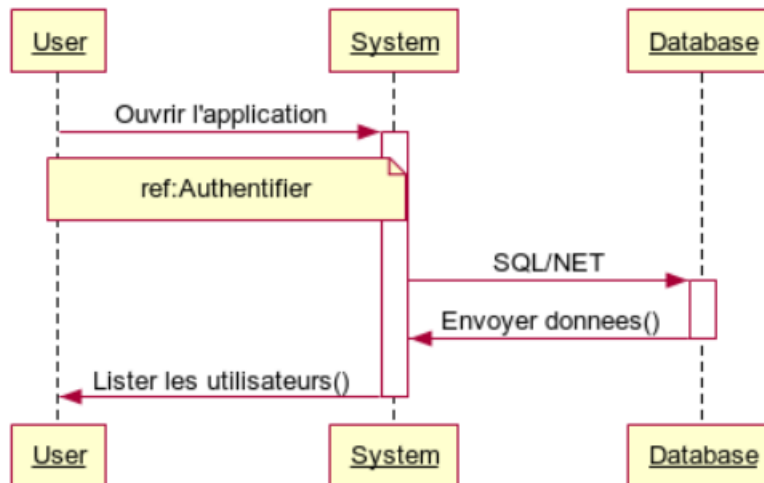 User
System
Database
Ouvrir l'application
ref:Authentifier
SQL/NET
Envoyer donnees()
Lister les utilisateurs()
User
System
Database